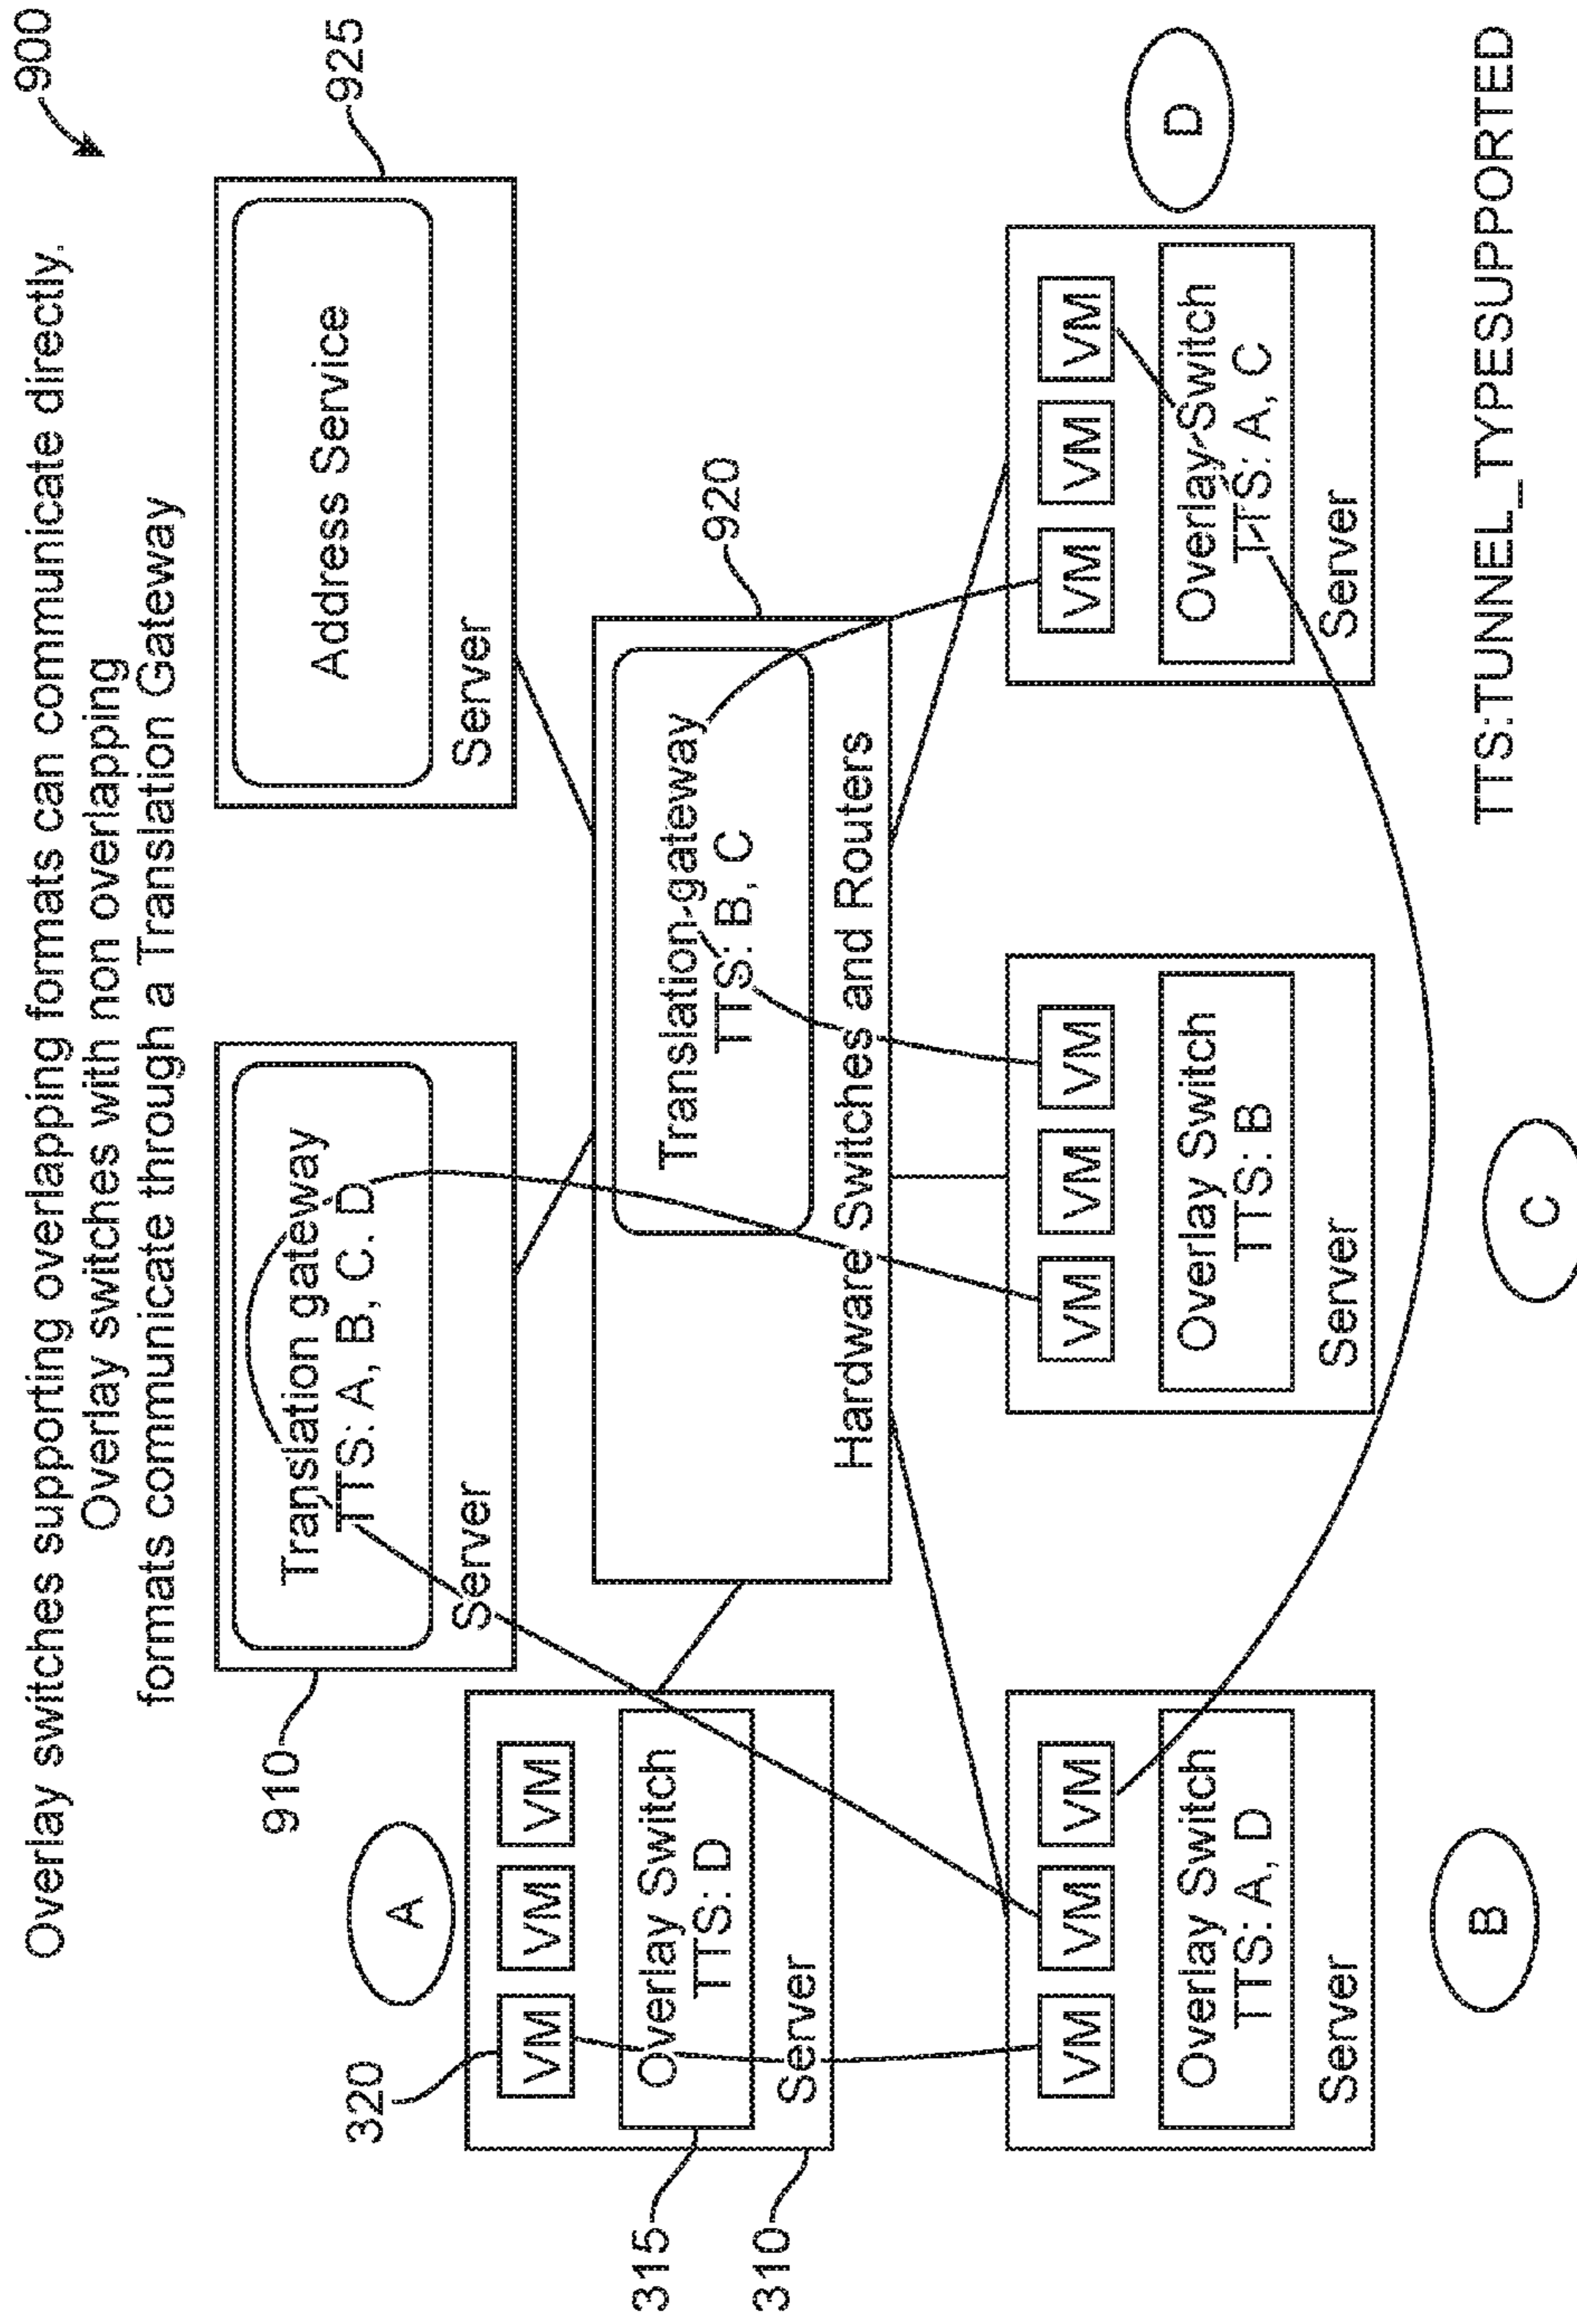 900
Overlay switches supporting overlapping formats can communicate directly.
Overlay switches with non overlapping
formats communicate through a Translation Gateway
910
Translation gateway
TTS: A, B, C. D
Server
Address Service
Server
925
A
320
VM
VM
VM
Overlay Switch
TTS: D
Server
315
310
Translation gateway
TTS: B, C
Hardware Switches and Routers
920
VM
VM
VM
Overlay Switch
TTS: A, D
Server
B
VM
VM
VM
Overlay Switch
TTS: B
Server
C
VM
VM
VM
Overlay Switch
TTS: A, C
Server
D
TTS:TUNNEL_TYPESUPPORTED